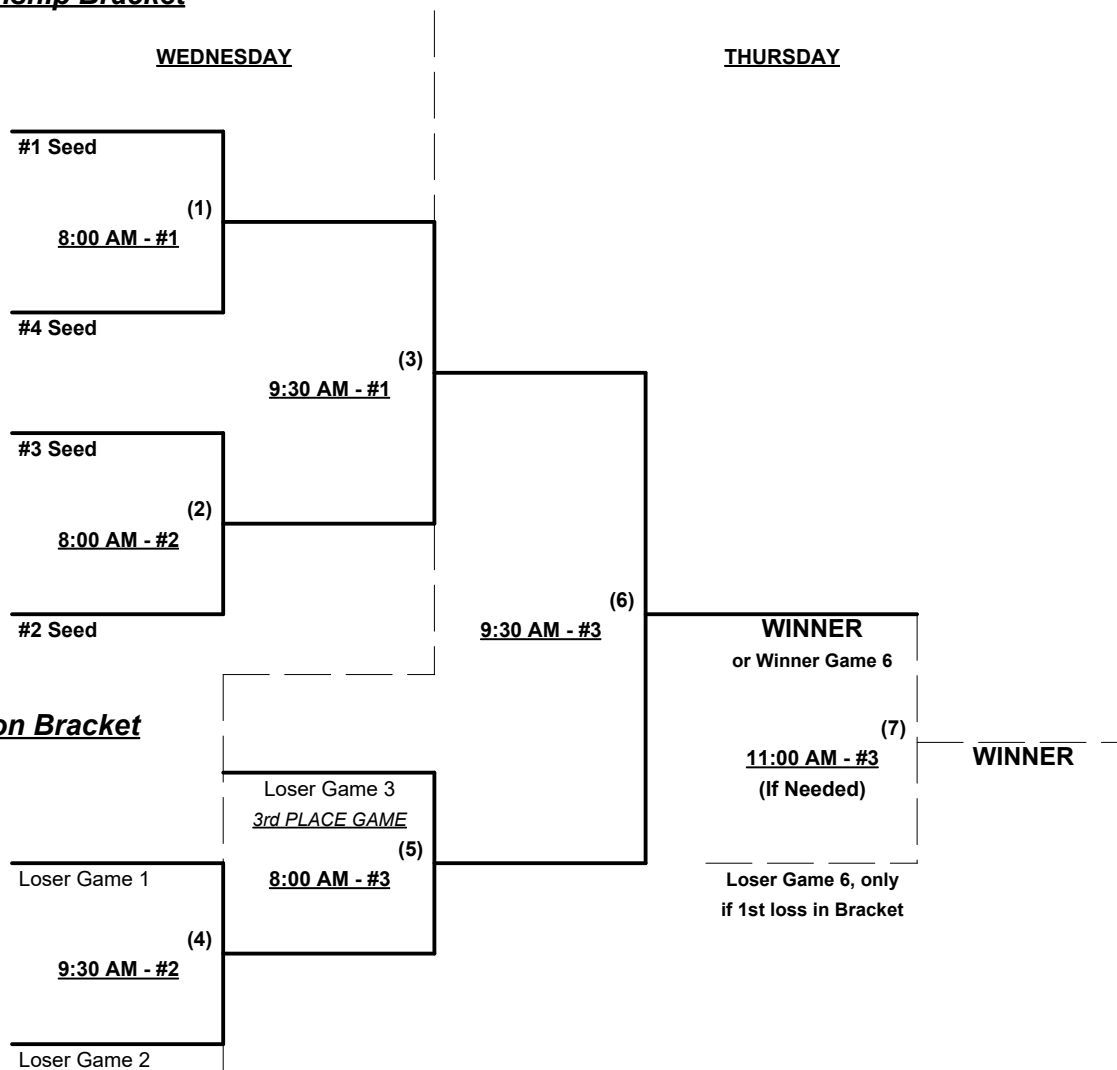 Bracket
WEDNESDAY
THURSDAY
#1 Seed
(1)
8:00 AM - #1
#4 Seed
(3)
9:30 AM - #1
#3 Seed
(2)
8:00 AM - #2
#2 Seed
(6)
9:30 AM - #3
WINNER
or Winner Game 6
on Bracket
(7)
11:00 AM - #3
(If Needed)
WINNER
Loser Game 3
3rd PLACE GAME
(5)
8:00 AM - #3
Loser Game 1
Loser Game 6, only
if 1st loss in Bracket
(4)
9:30 AM - #2
Loser Game 2